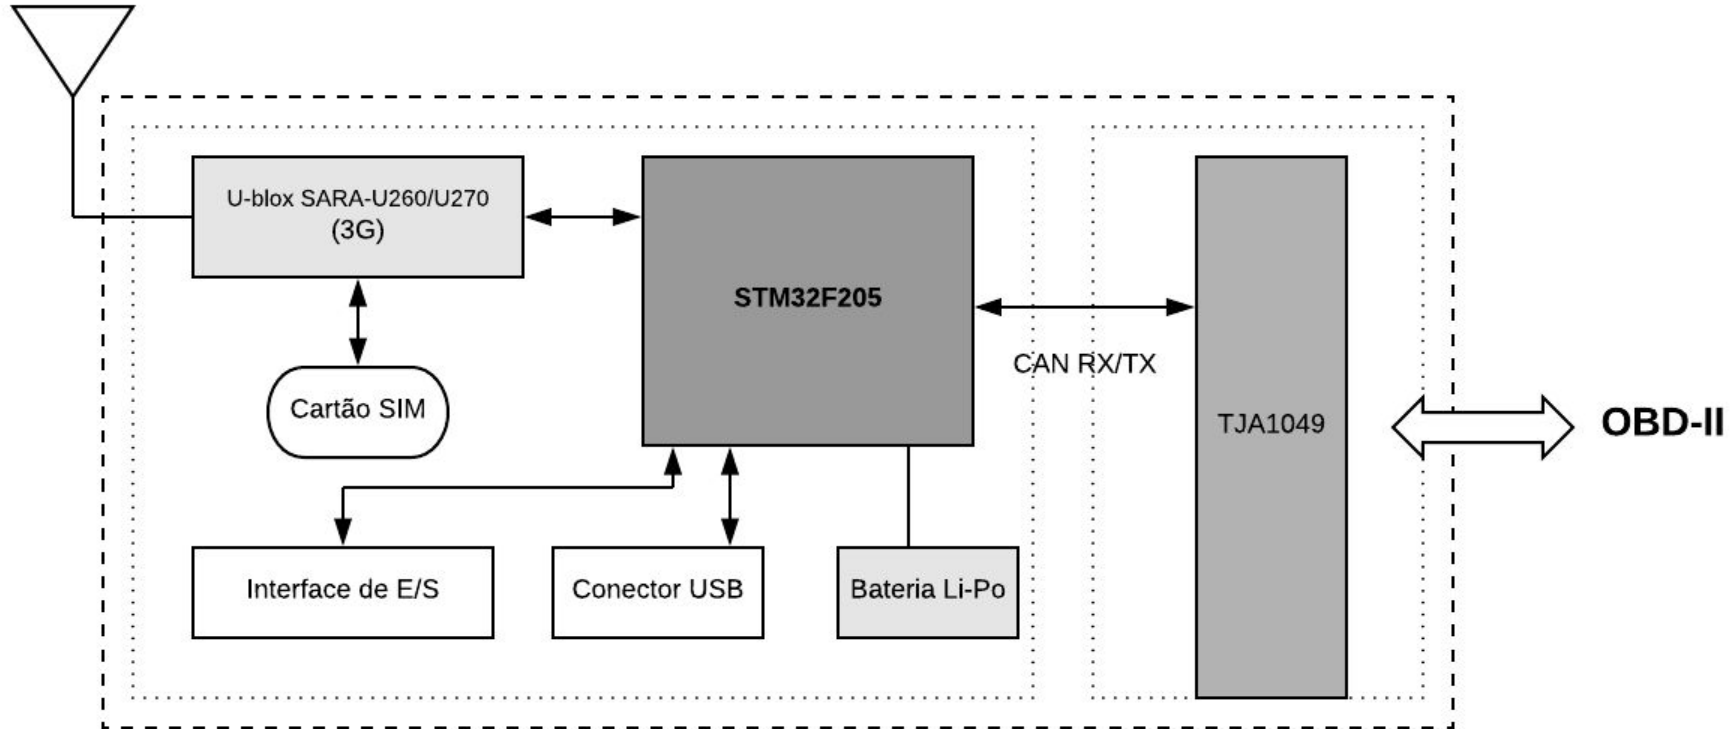 U-blox SARA-U260/U270
(3G)
STM32F205
CAN RX/TX
Cartão SIM
TJA1049
OBD-II
Interface de E/S
Conector USB
Bateria Li-Po